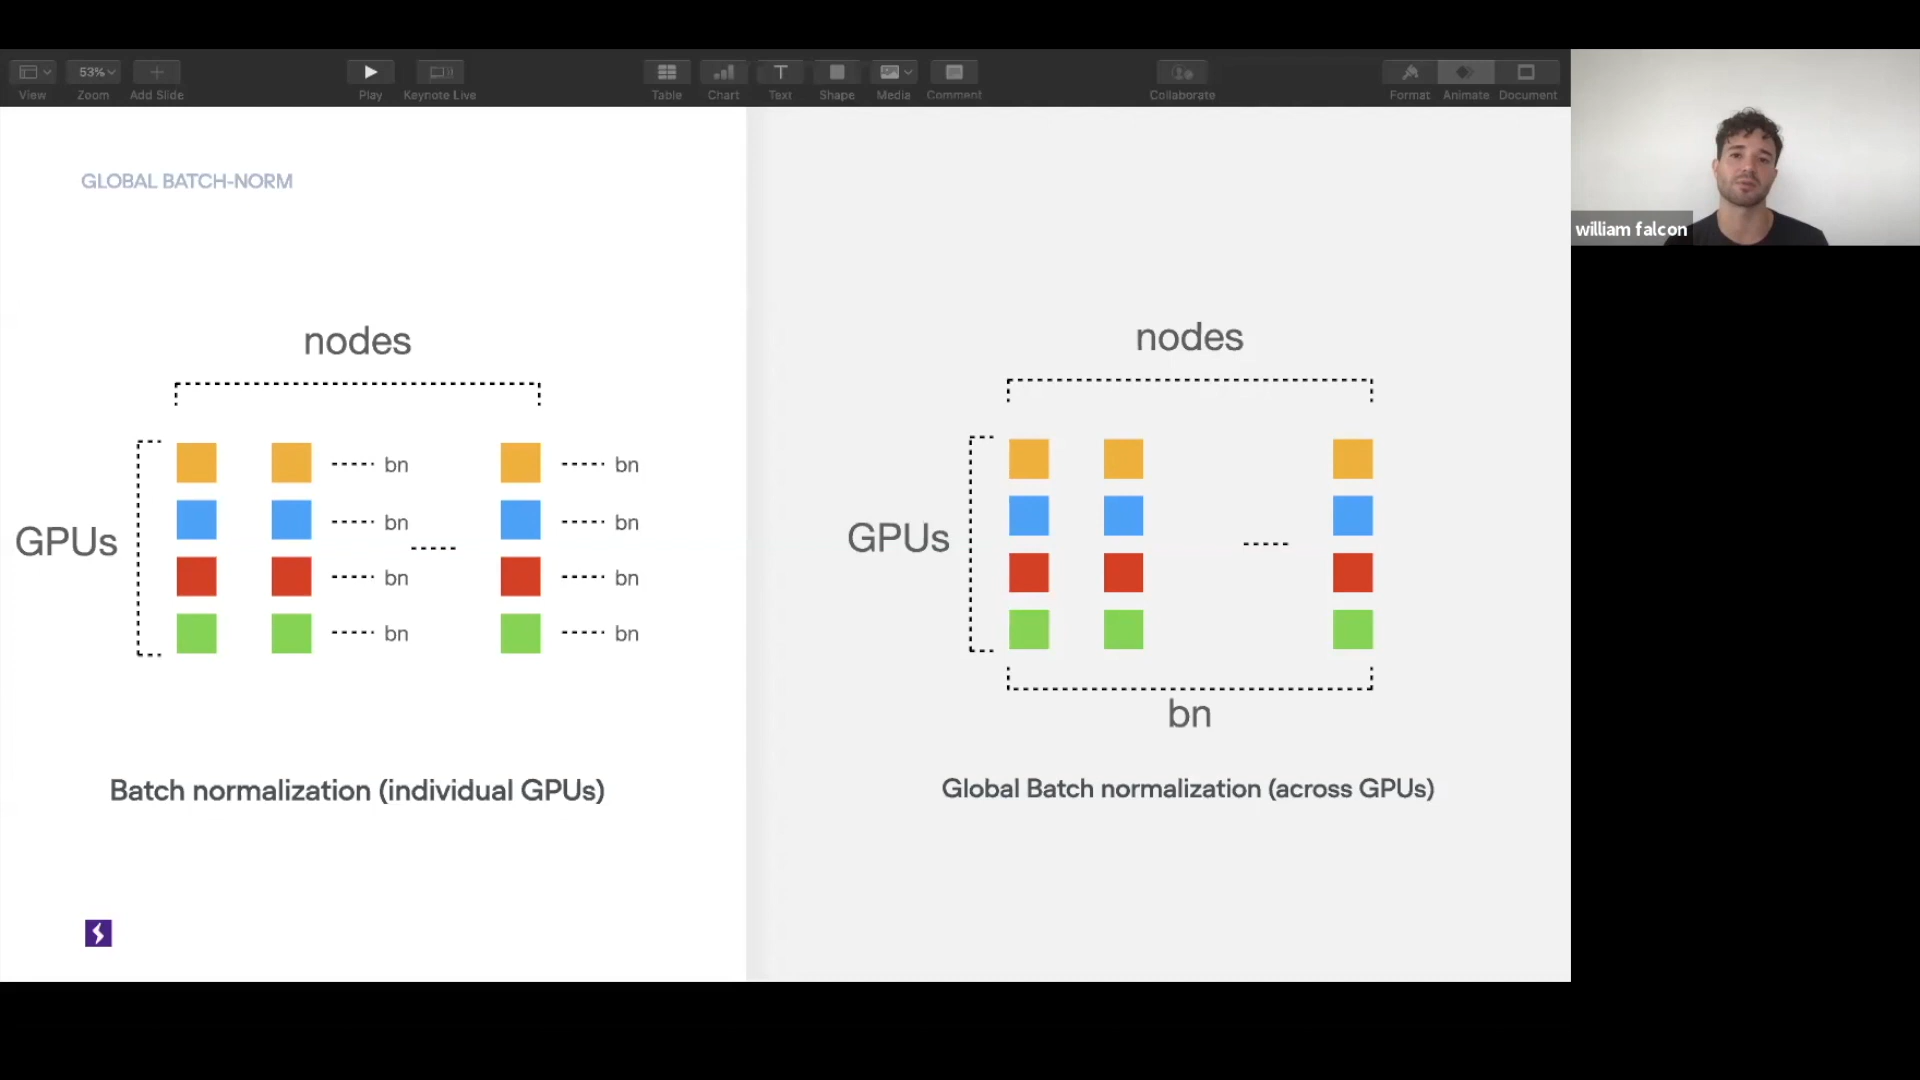 53%
View
Zoom
Add Slide
Play
Keynote Live
Table
Chart
Text
Shape
Media
Comment
Collaborate
Format
Animate
Document
william falcon
GLOBAL BATCH-NORM
nodes
GPUs
bn
bn
bn
bn
bn
bn
bn
bn
Batch normalization (individual GPUs)
nodes
GPUs
bn
Global Batch normalization (across GPUs)